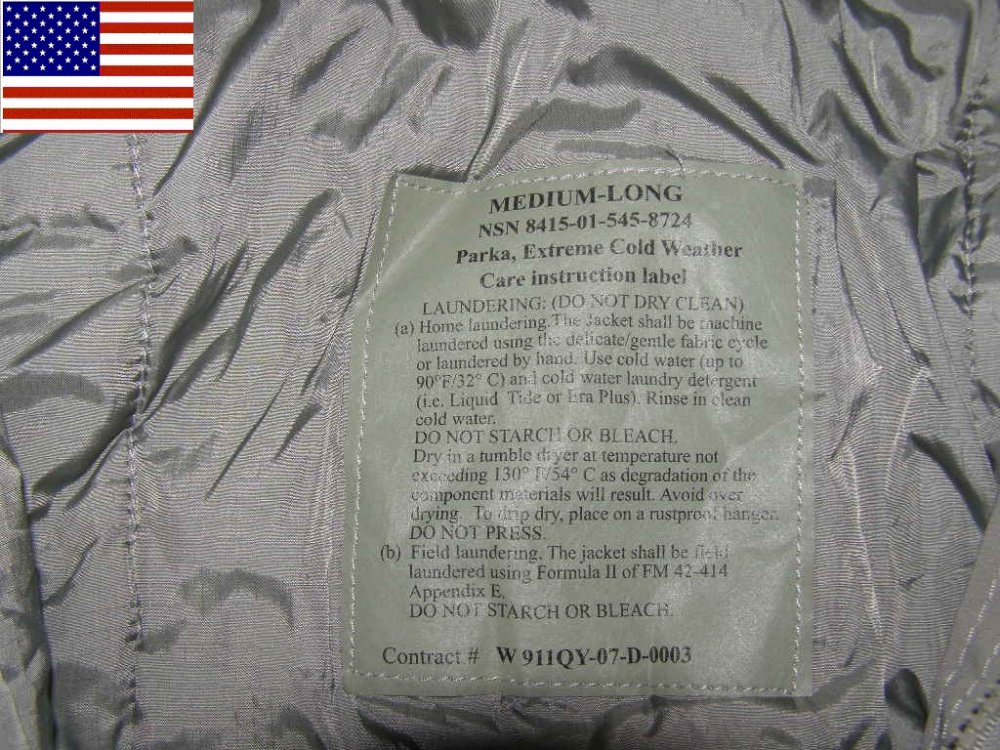 MEDIUM-LONG
NSN 8415-01-545-8724
Parka, Extreme Cold Weather
Care instruction label
LAUNDERING: (DO NOT DRY CLEAN)
(a) Home laundering.The Jacket shall be machine
laundered using the delicate/gentle fabric cycle
or laundered by hand. Use cold water (up to
90°F/32° C) and cold water laundry detergent
(i.e. Liquid Tide or Era Plus). Rinse in clean
cold water.
DO NOT STARCH OR BLEACH.
Dry in a tumble dryer at temperature not
exceeding 130° F/54° C as degradation of the
component materials will result. Avoid over
drying. To drip dry, place on a rustproof hanger.
DO NOT PRESS.
(b) Field laundering. The jacket shall be field
laundered using Formula II of FM 42-414
Appendix E.
DO NOT STARCH OR BLEACH.
Contract # W911QY-07-D-0003